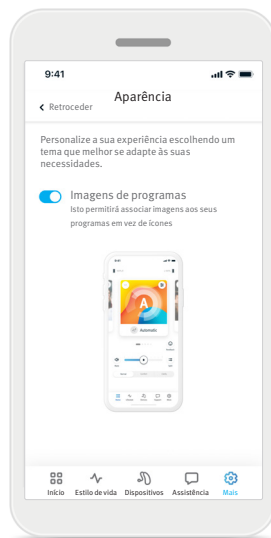 9:41
Aparência
Retroceder
Personalize a sua experiência escolhendo um
tema que melhor se adapte às suas
necessidades.
Imagens de programas
Isto permitirá associar imagens aos seus
programas em vez de ícones
A
Automatic
Início Estilo de vida Dispositivos Assistência Mais